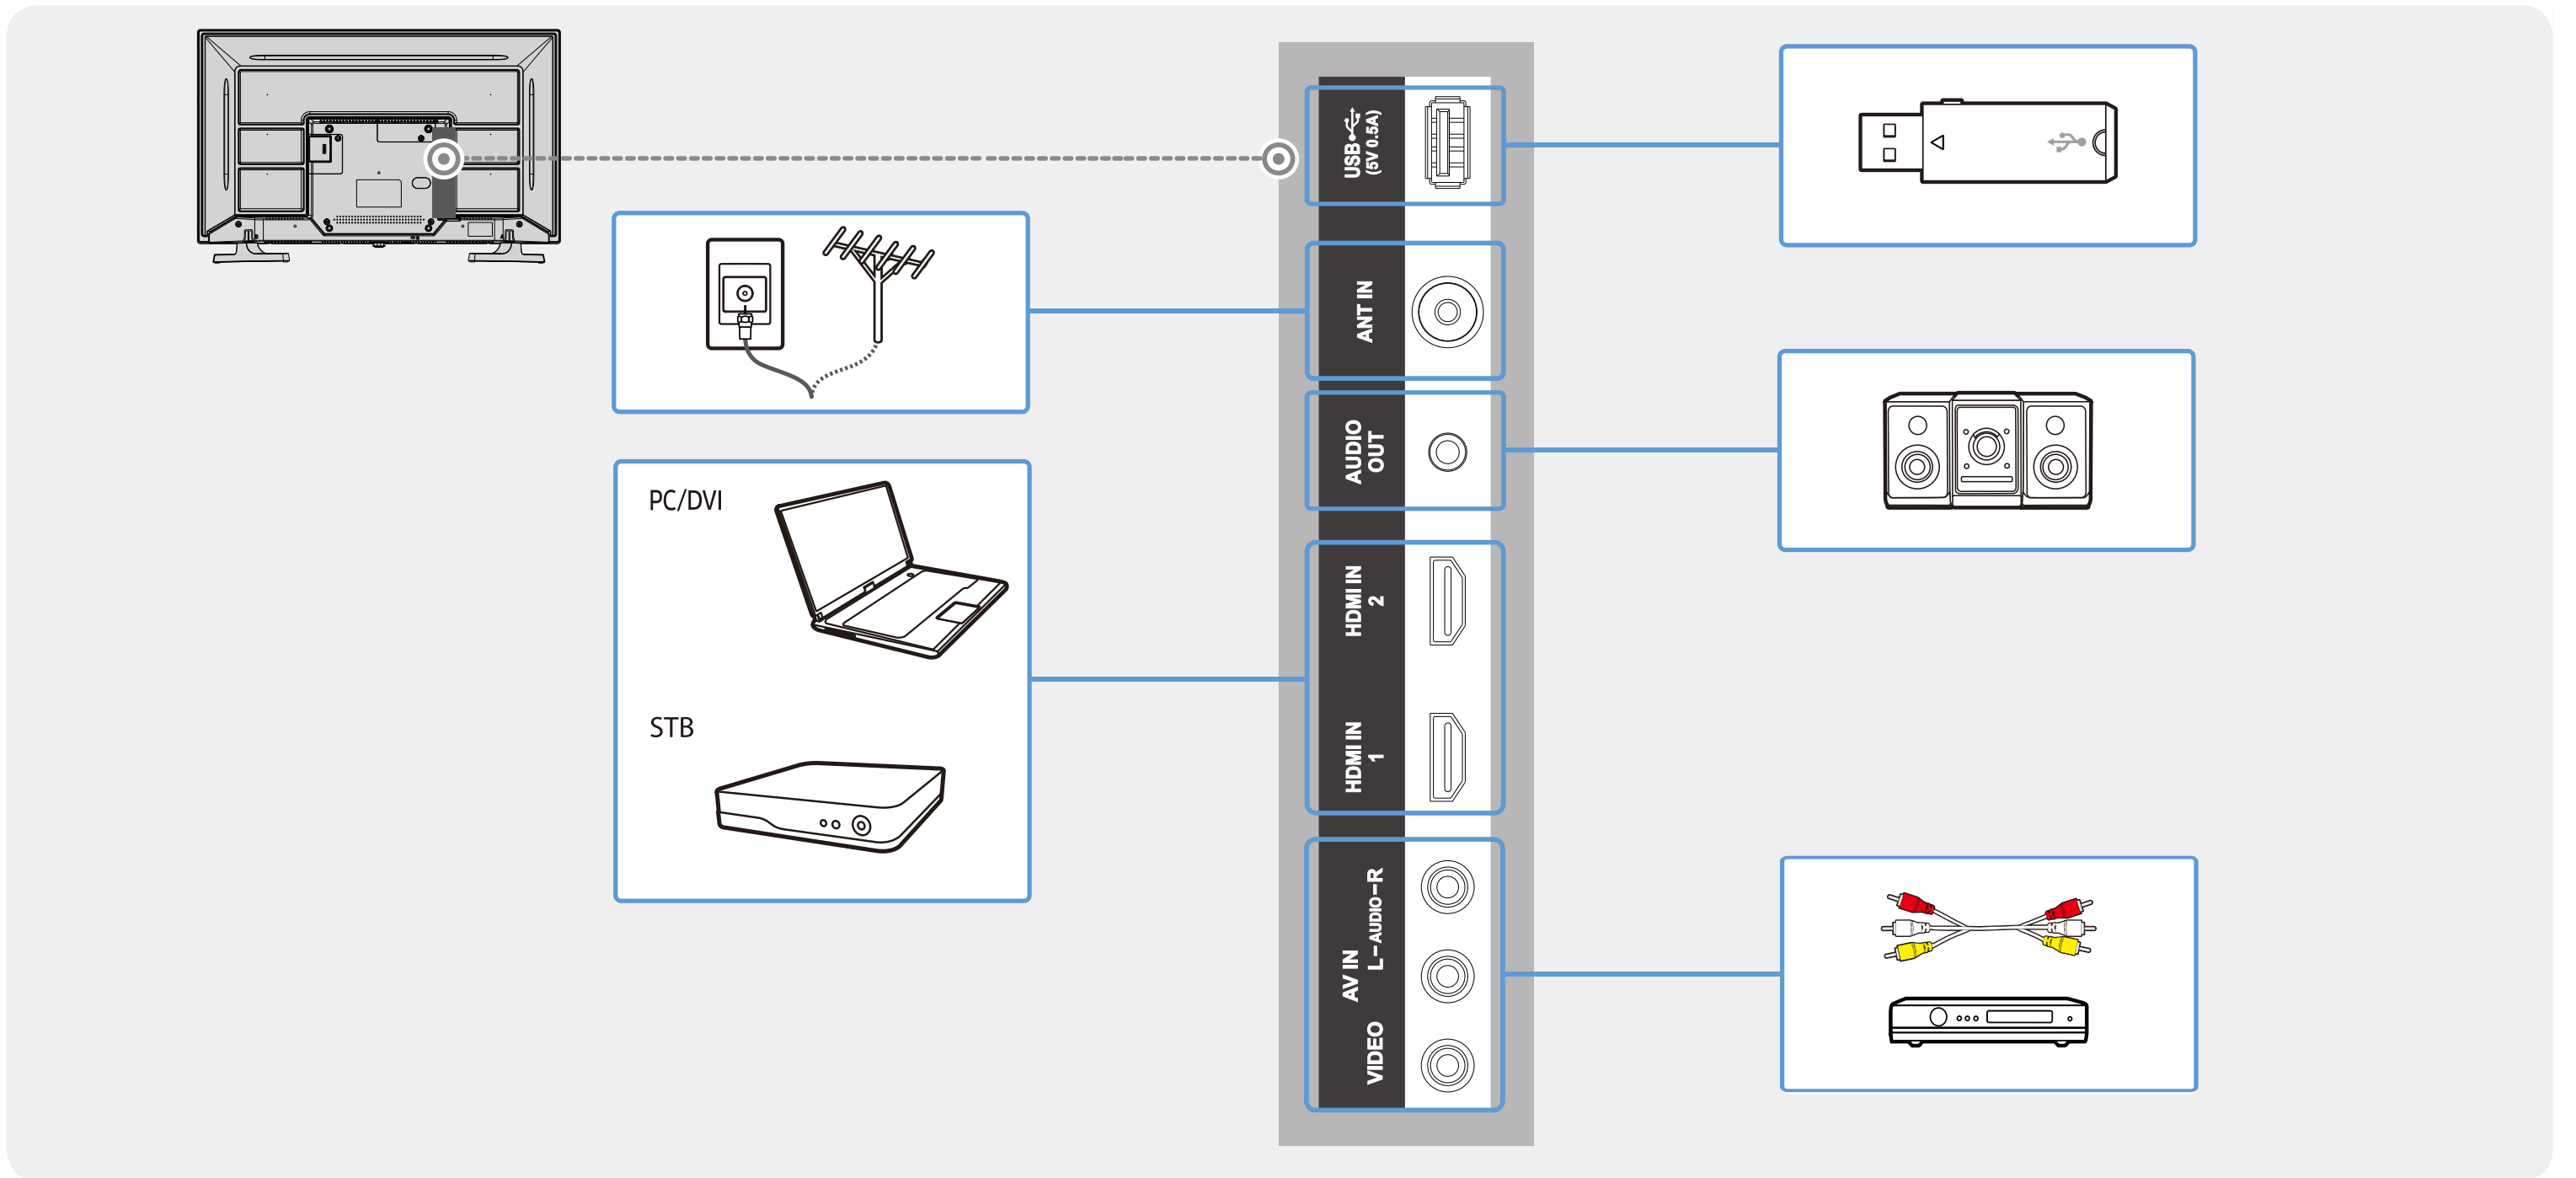 USB
(5V 0.5A)
ANT IN
AUDIO
OUT
PC/DVI
HDMI IN
2
STB
HDMI IN
1
AV IN
VIDEO L-AUDIO-R